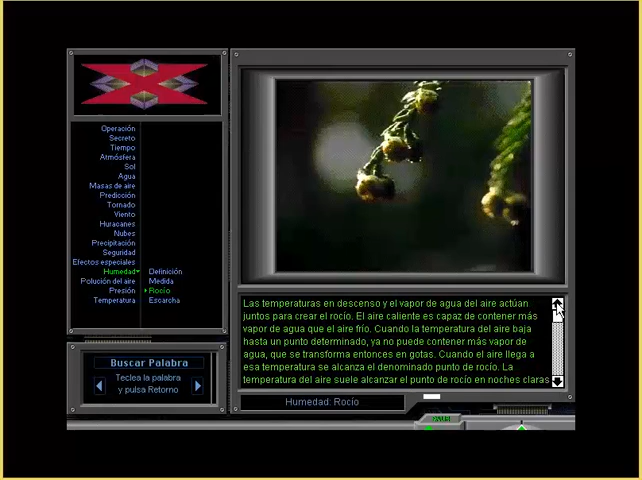 Operación
Secreto
Tiempo
Atmósfera
Sol
Agua
Masas de aire
Predicción
Tornado
Viento
Huracanes
Nubes
Precipitación
Seguridad
Efectos especiales
Humedad
Definición
Polución del aire
Medida
Presión
Rocío
Temperatura
Escarcha
Buscar Palabra
Teclea la palabra
y pulsa Retorno
Las temperaturas en descenso y el vapor de agua del aire actúan
juntos para crear el rocío. El aire caliente es capaz de contener más
vapor de agua que el aire frío. Cuando la temperatura del aire baja
hasta un punto determinado, ya no puede contener más vapor de
agua, que se transforma entonces en gotas. Cuando el aire llega a
esa temperatura se alcanza el denominado punto de rocío. La
temperatura del aire suele alcanzar el punto de rocío en noches claras
Humedad: Rocío